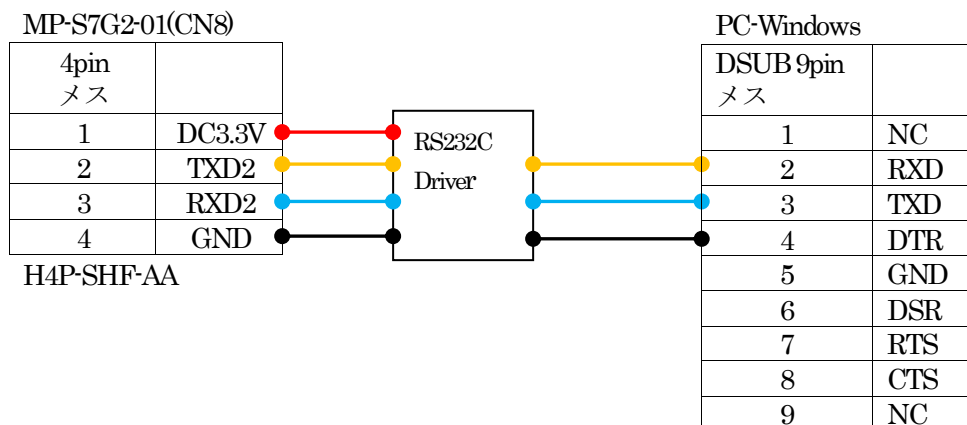 MP-S7G2-01(CN8)
4pin
メス
1 DC3.3V
2 TXD2
3 RXD2
4 GND
H4P-SHF-AA
RS232C
Driver
PC-Windows
DSUB 9pin
メス
1 NC
2 RXD
3 TXD
4 DTR
5 GND
6 DSR
7 RTS
8 CTS
9 NC